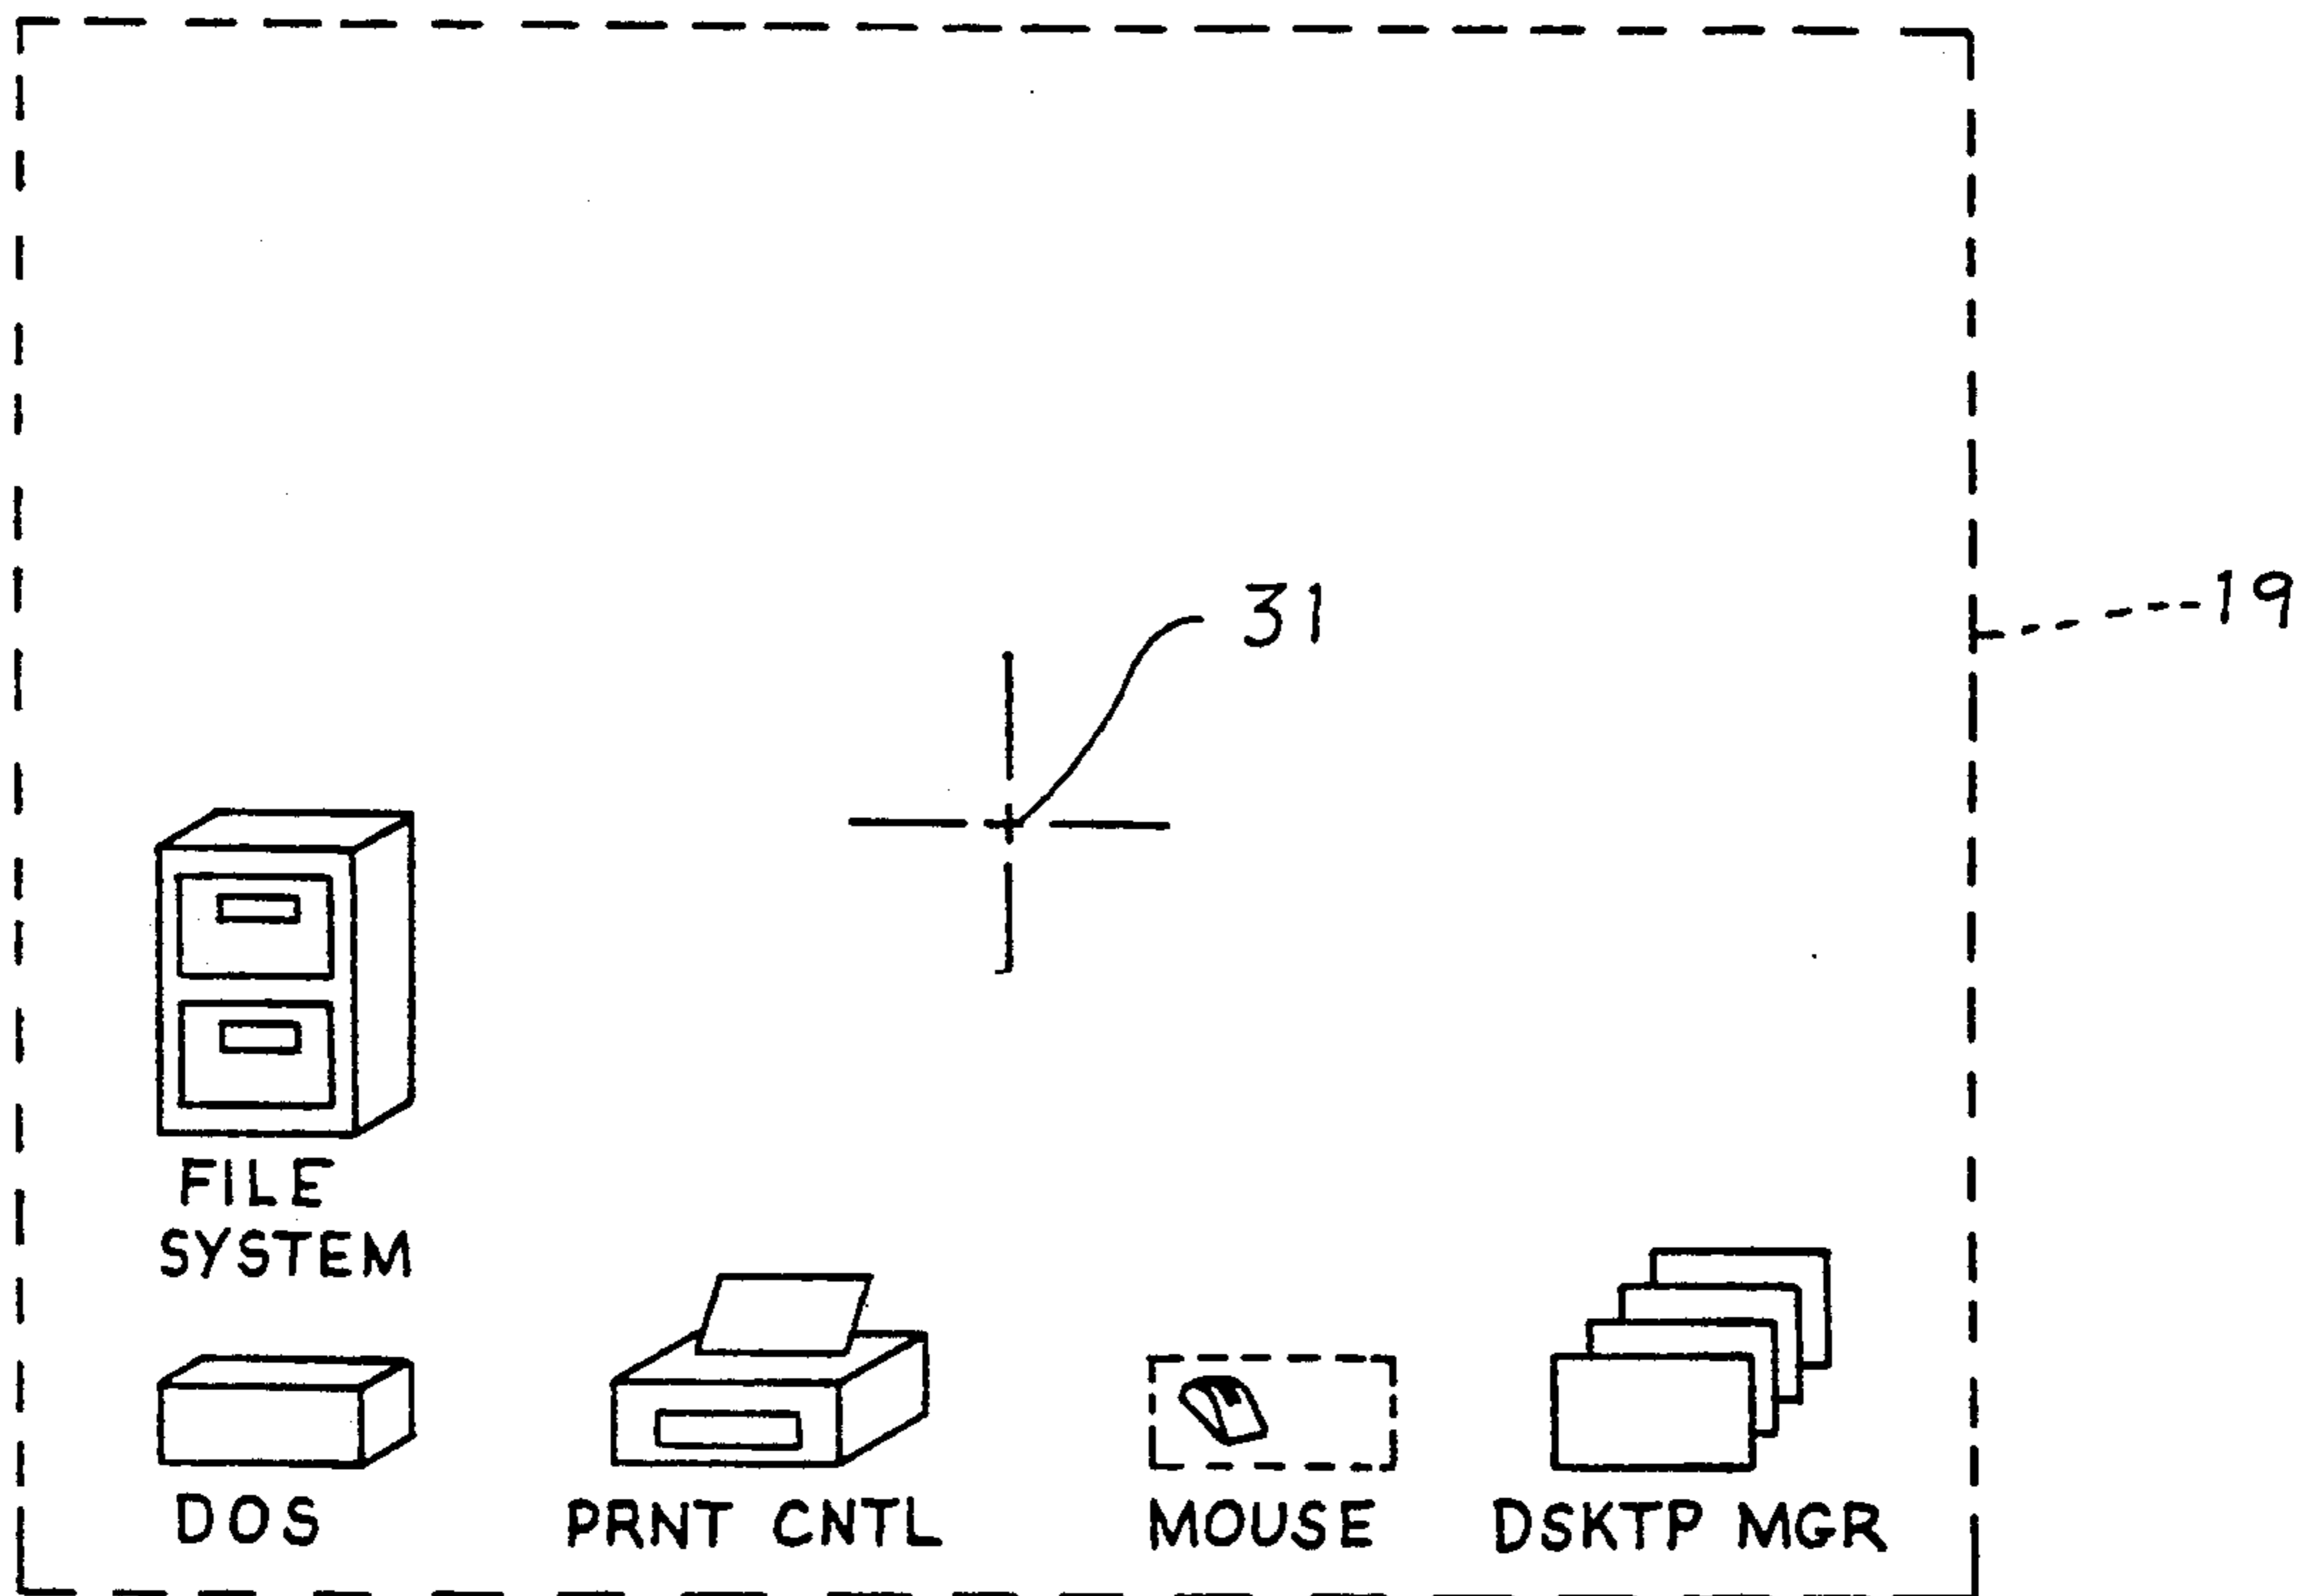 31
19
FILE
SYSTEM
DOS
PRNT CNTL
MOUSE
DSKTP MGR